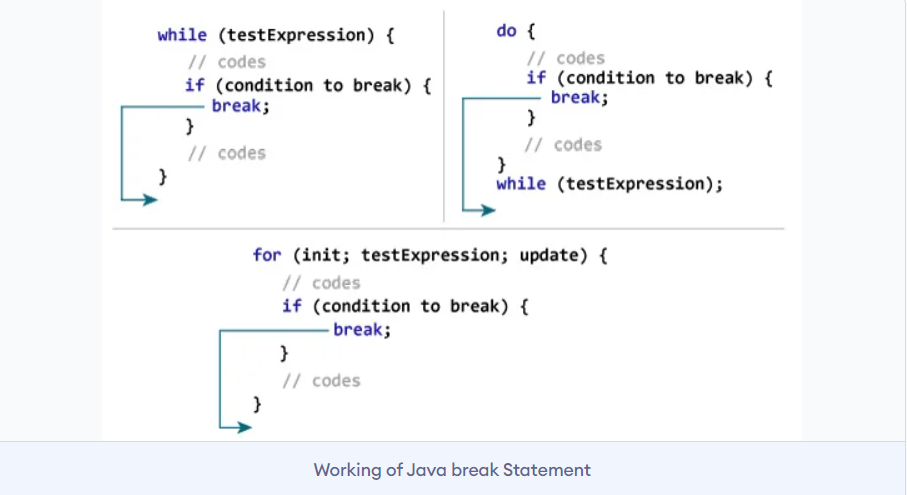 while (testExpression) {
// codes
if (condition to break) {
break;
}
// codes
}
do {
// codes
if (condition to break) {
break;
}
// codes
}
while (testExpression);
for (init; testExpression; update) {
// codes
if (condition to break) {
break;
}
// codes
}
Working of Java break Statement